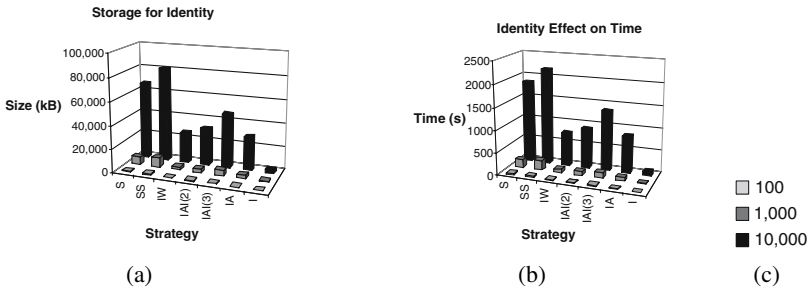 Storage for Identity
100,000
80,000
60,000
40,000
20,000
0
Size (kB)
S
SS
IW
IAI(2)
IAI(3)
IA
I
Strategy
(a)
Identity Effect on Time
2500
2000
1500
1000
500
0
Time (s)
S
SS
IW
IAI(2)
IAI(3)
IA
I
Strategy
(b)
100
1,000
10,000
(c)